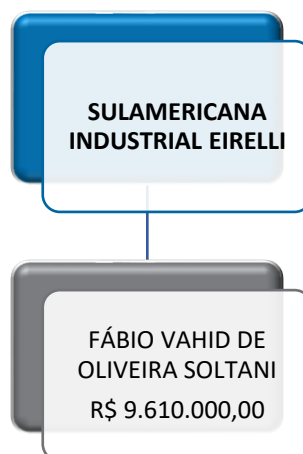 SULAMERICANA
INDUSTRIAL EIRELLI
FÁBIO VAHID DE
OLIVEIRA SOLTANI
R$ 9.610.000,00